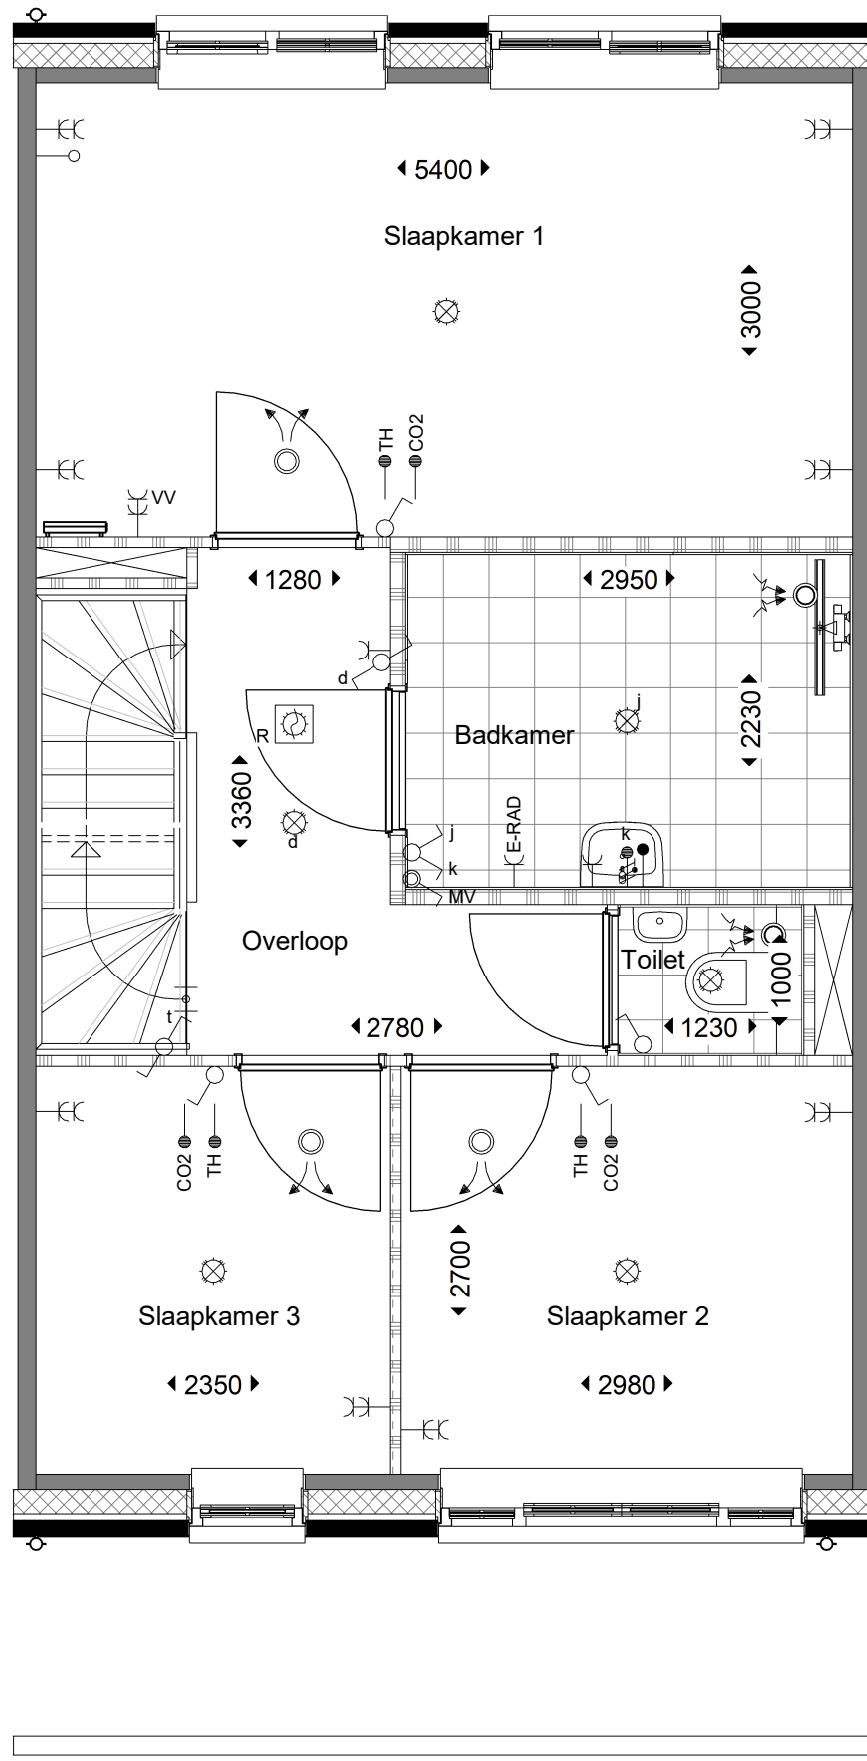 5400
Slaapkamer 1
3000
TH
CO2
VV
1280
2950
d
R
3360
d
Badkamer
j
2230
E-RAD
j
k
k
MV
Overloop
Toilet
1000
t
2780
1230
CO2
TH
TH
CO2
2700
Slaapkamer 3
Slaapkamer 2
2350
2980